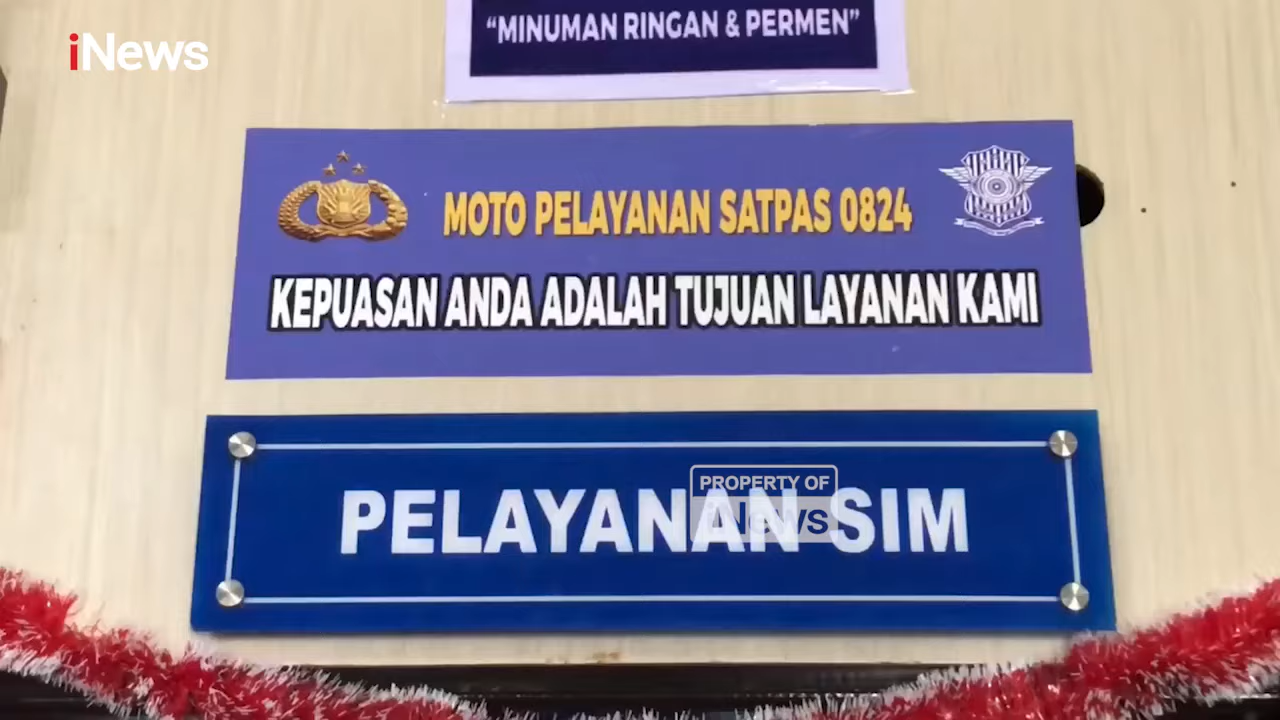 "MINUMAN RINGAN & PERMEN"
iNews
MOTO PELAYANAN SATPAS 0824
KEPUASAN ANDA ADALAH TUJUAN LAYANAN KAMI
PROPERTY OF
iNews
PELAYANAN SIM